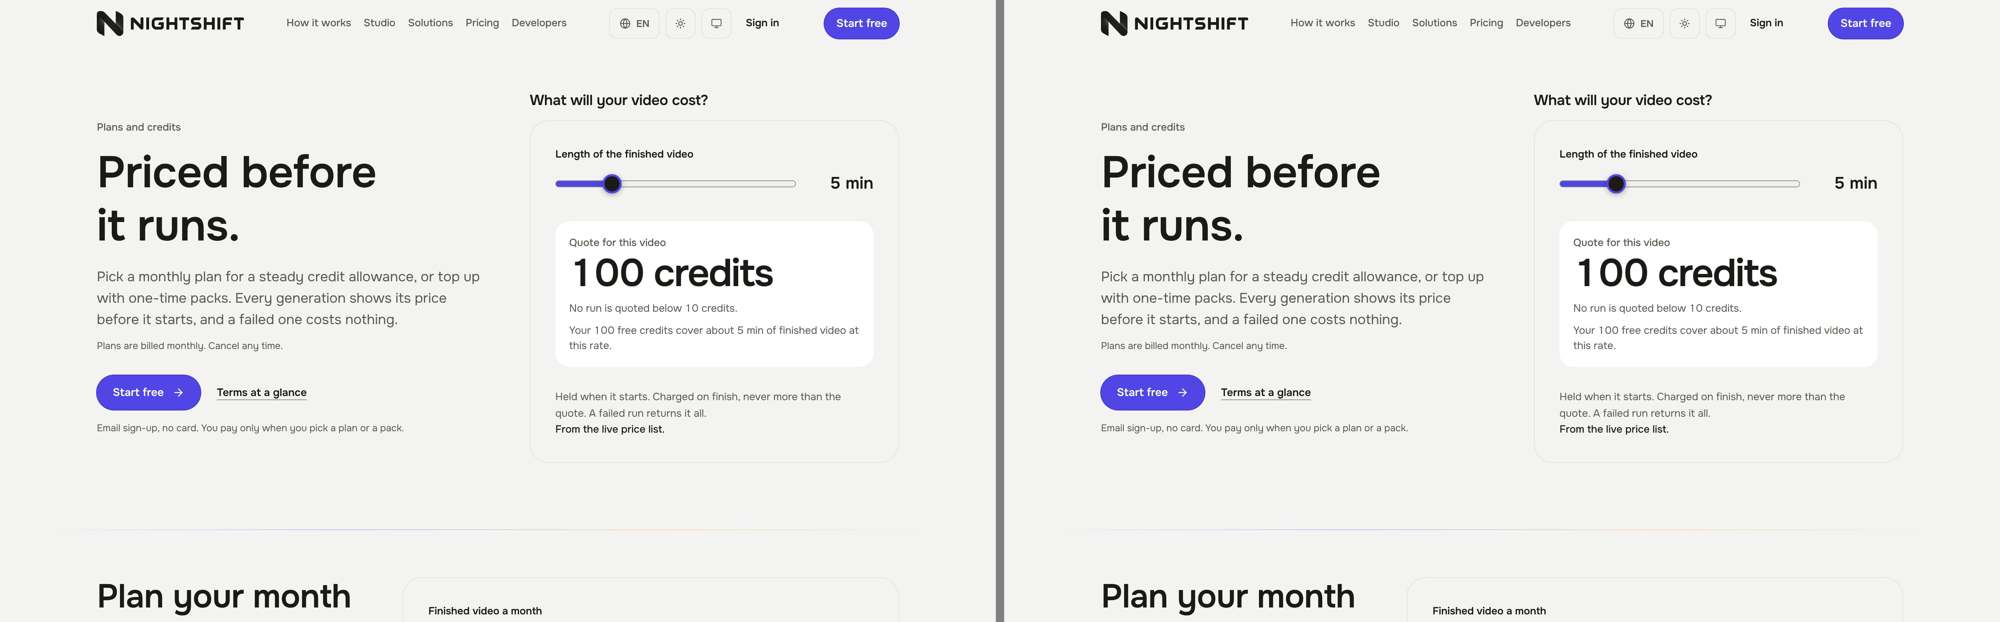 NIGHTSHIFT How it works Studio Solutions Pricing Developers EN Sign in Start free
What will your video cost?
Plans and credits
Priced before
it runs.
Pick a monthly plan for a steady credit allowance, or top up
with one-time packs. Every generation shows its price
before it starts, and a failed one costs nothing.
Plans are billed monthly. Cancel any time.
Start free Terms at a glance
Email sign-up, no card. You pay only when you pick a plan or a pack.
Length of the finished video
5 min
Quote for this video
100 credits
No run is quoted below 10 credits.
Your 100 free credits cover about 5 min of finished video at
this rate.
Held when it starts. Charged on finish, never more than the
quote. A failed run returns it all.
From the live price list.
Plan your month
Finished video a month
NIGHTSHIFT How it works Studio Solutions Pricing Developers EN Sign in Start free
What will your video cost?
Plans and credits
Priced before
it runs.
Pick a monthly plan for a steady credit allowance, or top up
with one-time packs. Every generation shows its price
before it starts, and a failed one costs nothing.
Plans are billed monthly. Cancel any time.
Start free Terms at a glance
Email sign-up, no card. You pay only when you pick a plan or a pack.
Length of the finished video
5 min
Quote for this video
100 credits
No run is quoted below 10 credits.
Your 100 free credits cover about 5 min of finished video at
this rate.
Held when it starts. Charged on finish, never more than the
quote. A failed run returns it all.
From the live price list.
Plan your month
Finished video a month